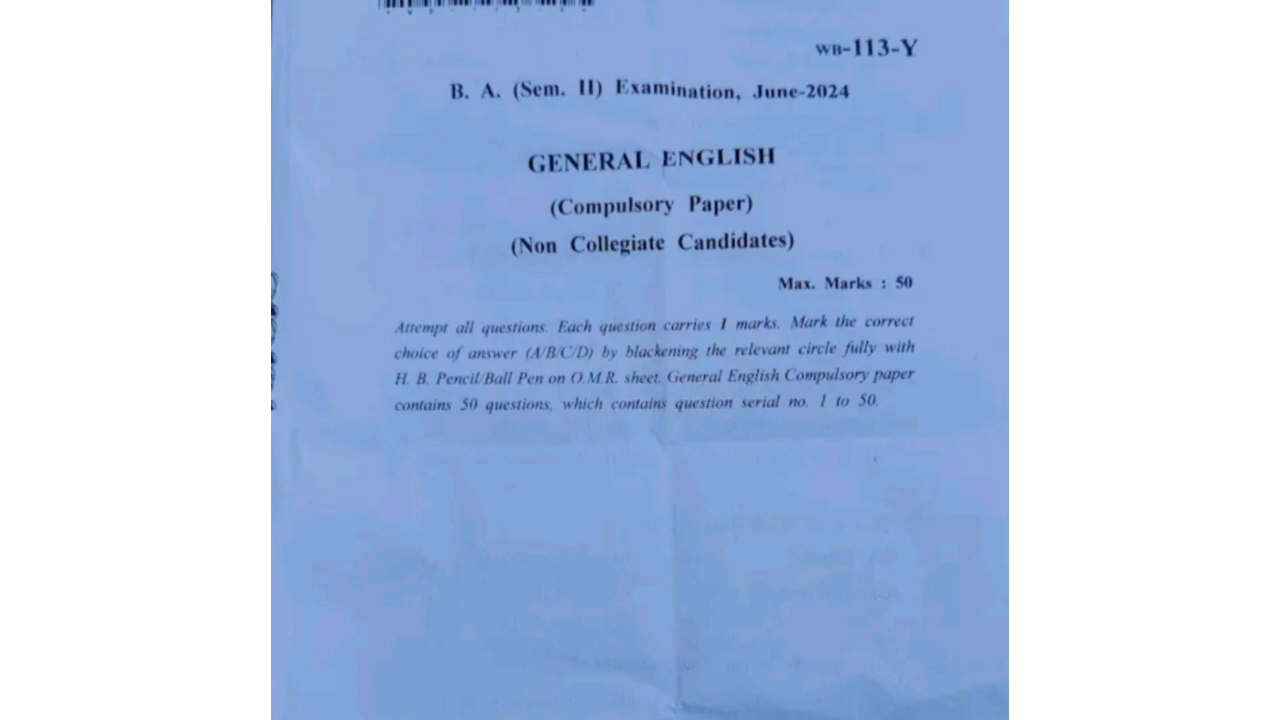 WB-113-Y
B. A. (Sem. II) Examination, June-2024
GENERAL ENGLISH
(Compulsory Paper)
(Non Collegiate Candidates)
Max. Marks : 50
Attempt all questions. Each question carries 1 marks. Mark the correct
choice of answer (A/B/C/D) by blackening the relevant circle fully with
H. B. Pencil/Ball Pen on O.M.R. sheet. General English Compulsory paper
contains 50 questions, which contains question serial no. 1 to 50.